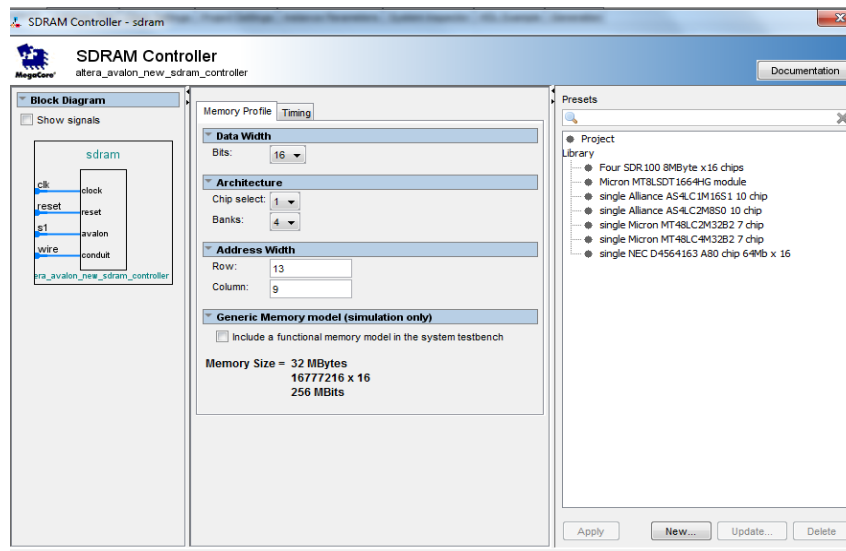 SDRAM Controller - sdram
SDRAM Controller
altera_avalon_new_sdram_controller
MegaCore'
Documentation
Block Diagram
Show signals
sdram
clk
clock
reset
reset
s1
avalon
wire
conduit
era_avalon_new_sdram_controller
Memory Profile Timing
Data Width
Bits: 16
Architecture
Chip select: 1
Banks: 4
Address Width
Row: 13
Column: 9
Generic Memory model (simulation only)
Include a functional memory model in the system testbench
Memory Size = 32 MBytes
16777216 x 16
256 MBits
Presets
Project
Library
Four SDR100 8MByte x16 chips
Micron MT8LSDT1664HG module
single Alliance AS4LC1M16S1 10 chip
single Alliance AS4LC2M8S0 10 chip
single Micron MT48LC2M32B2 7 chip
single Micron MT48LC4M32B2 7 chip
single NEC D4564163 A80 chip 64Mb x 16
Apply New... Update... Delete